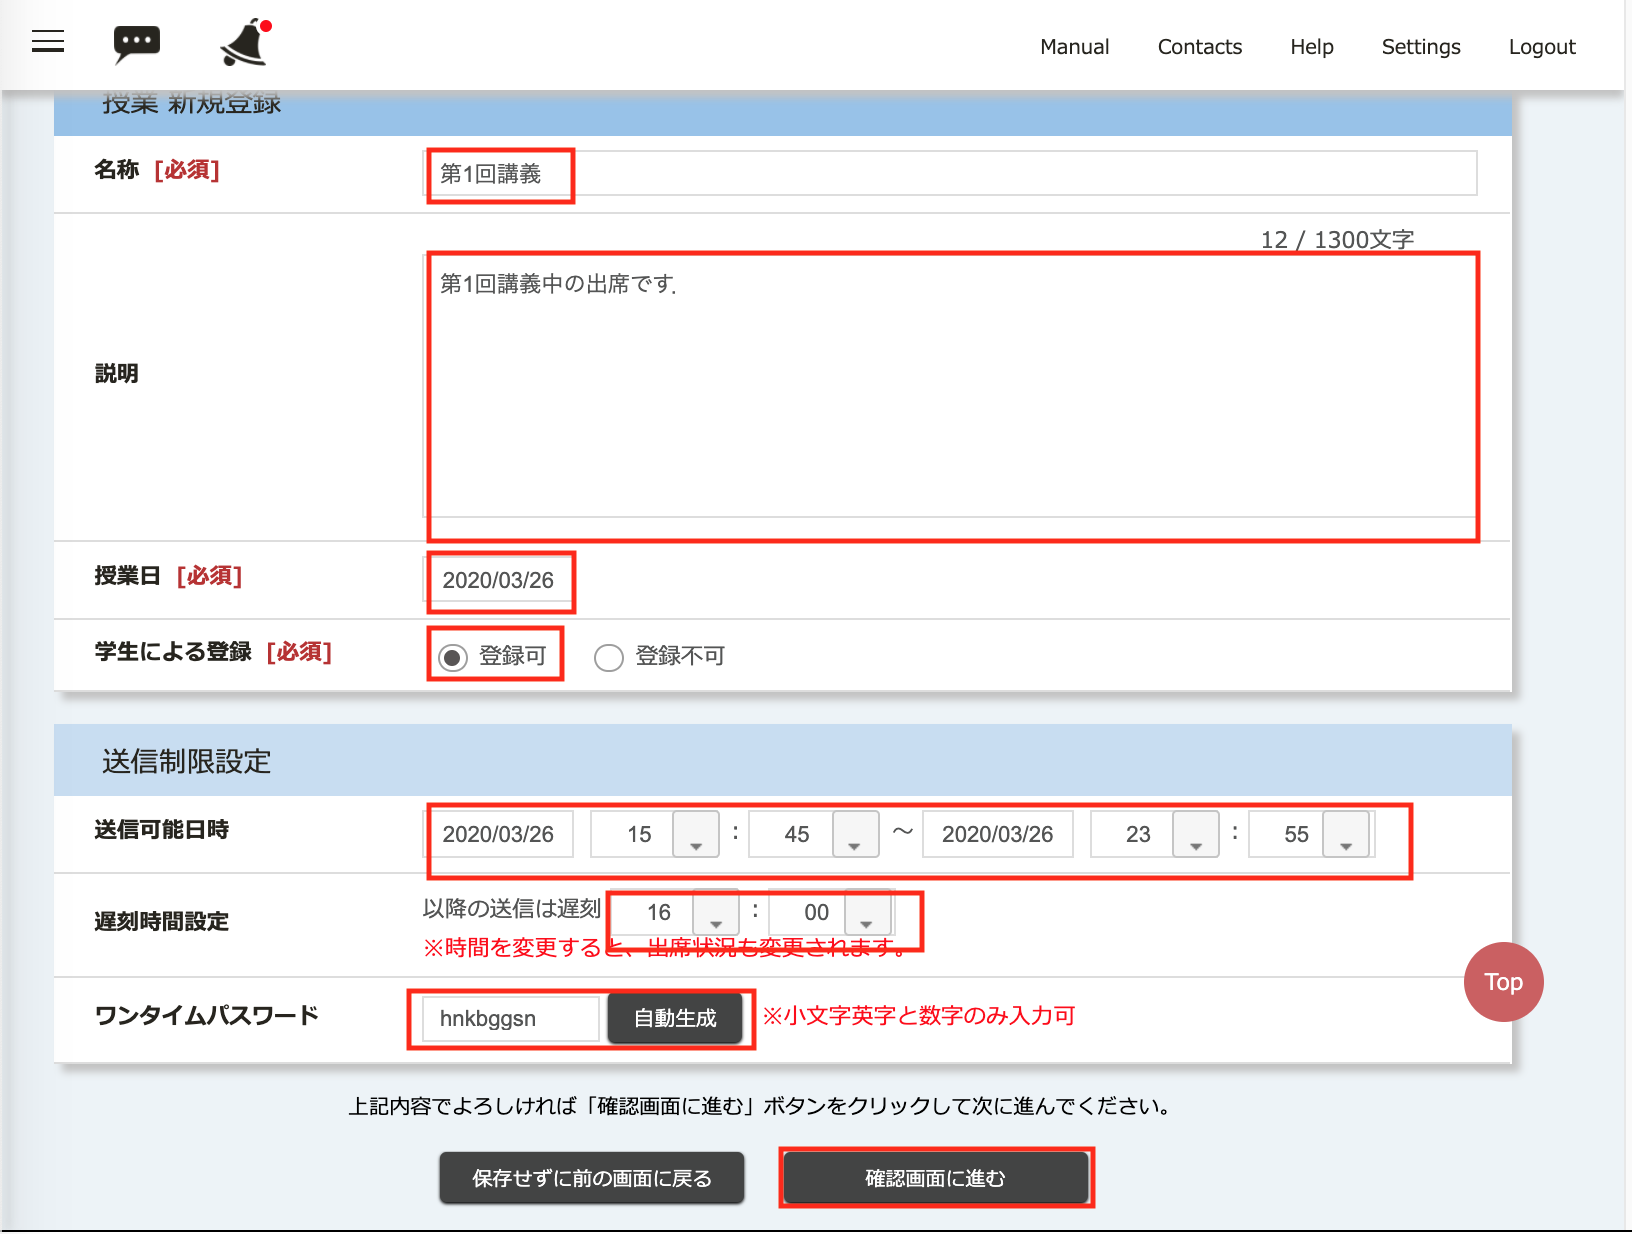 Manual Contacts Help Settings Logout
授業 新規登録
名称 [必須] 第1回講義
12 / 1300文字
第1回講義中の出席です.
説明
授業日 [必須] 2020/03/26
学生による登録 [必須] 登録可 登録不可
送信制限設定
送信可能日時 2020/03/26 15 : 45 ～ 2020/03/26 23 : 55
遅刻時間設定 以降の送信は遅刻 16 : 00
※時間を変更すると、出席状況も変更されます。
Top
ワンタイムパスワード hnkbggsn 自動生成 ※小文字英字と数字のみ入力可
上記内容でよろしければ「確認画面に進む」ボタンをクリックして次に進んでください。
保存せずに前の画面に戻る 確認画面に進む